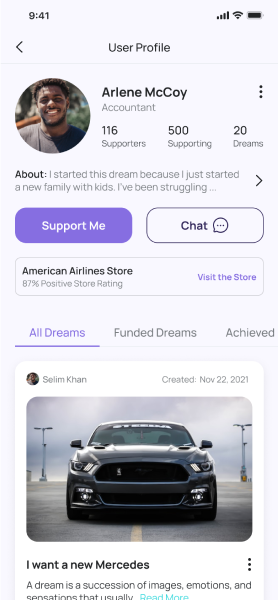 9:41
User Profile
Arlene McCoy
Accountant
116 500 20
Supporters Supporting Dreams
About: I started this dream because I just started
a new family with kids. I've been struggling ...
Support Me
Chat
American Airlines Store
87% Positive Store Rating
Visit the Store
All Dreams Funded Dreams Achieved
Selim Khan Created: Nov 22, 2021
I want a new Mercedes
A dream is a succession of images, emotions, and
sensations that usually.. Read More